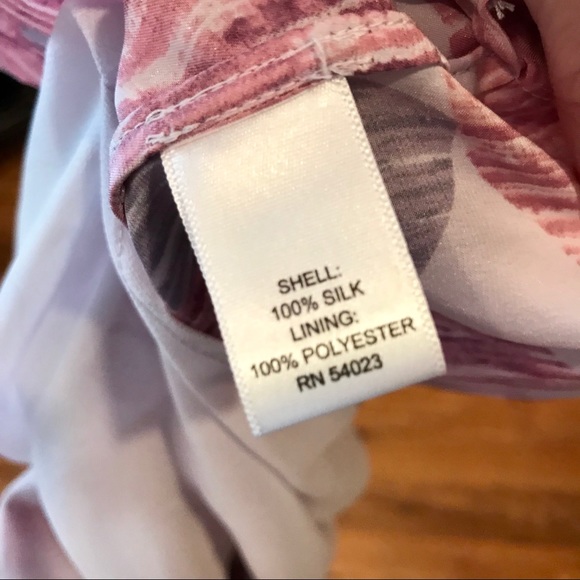 SHELL:
100% SILK
LINING:
100% POLYESTER
RN 54023